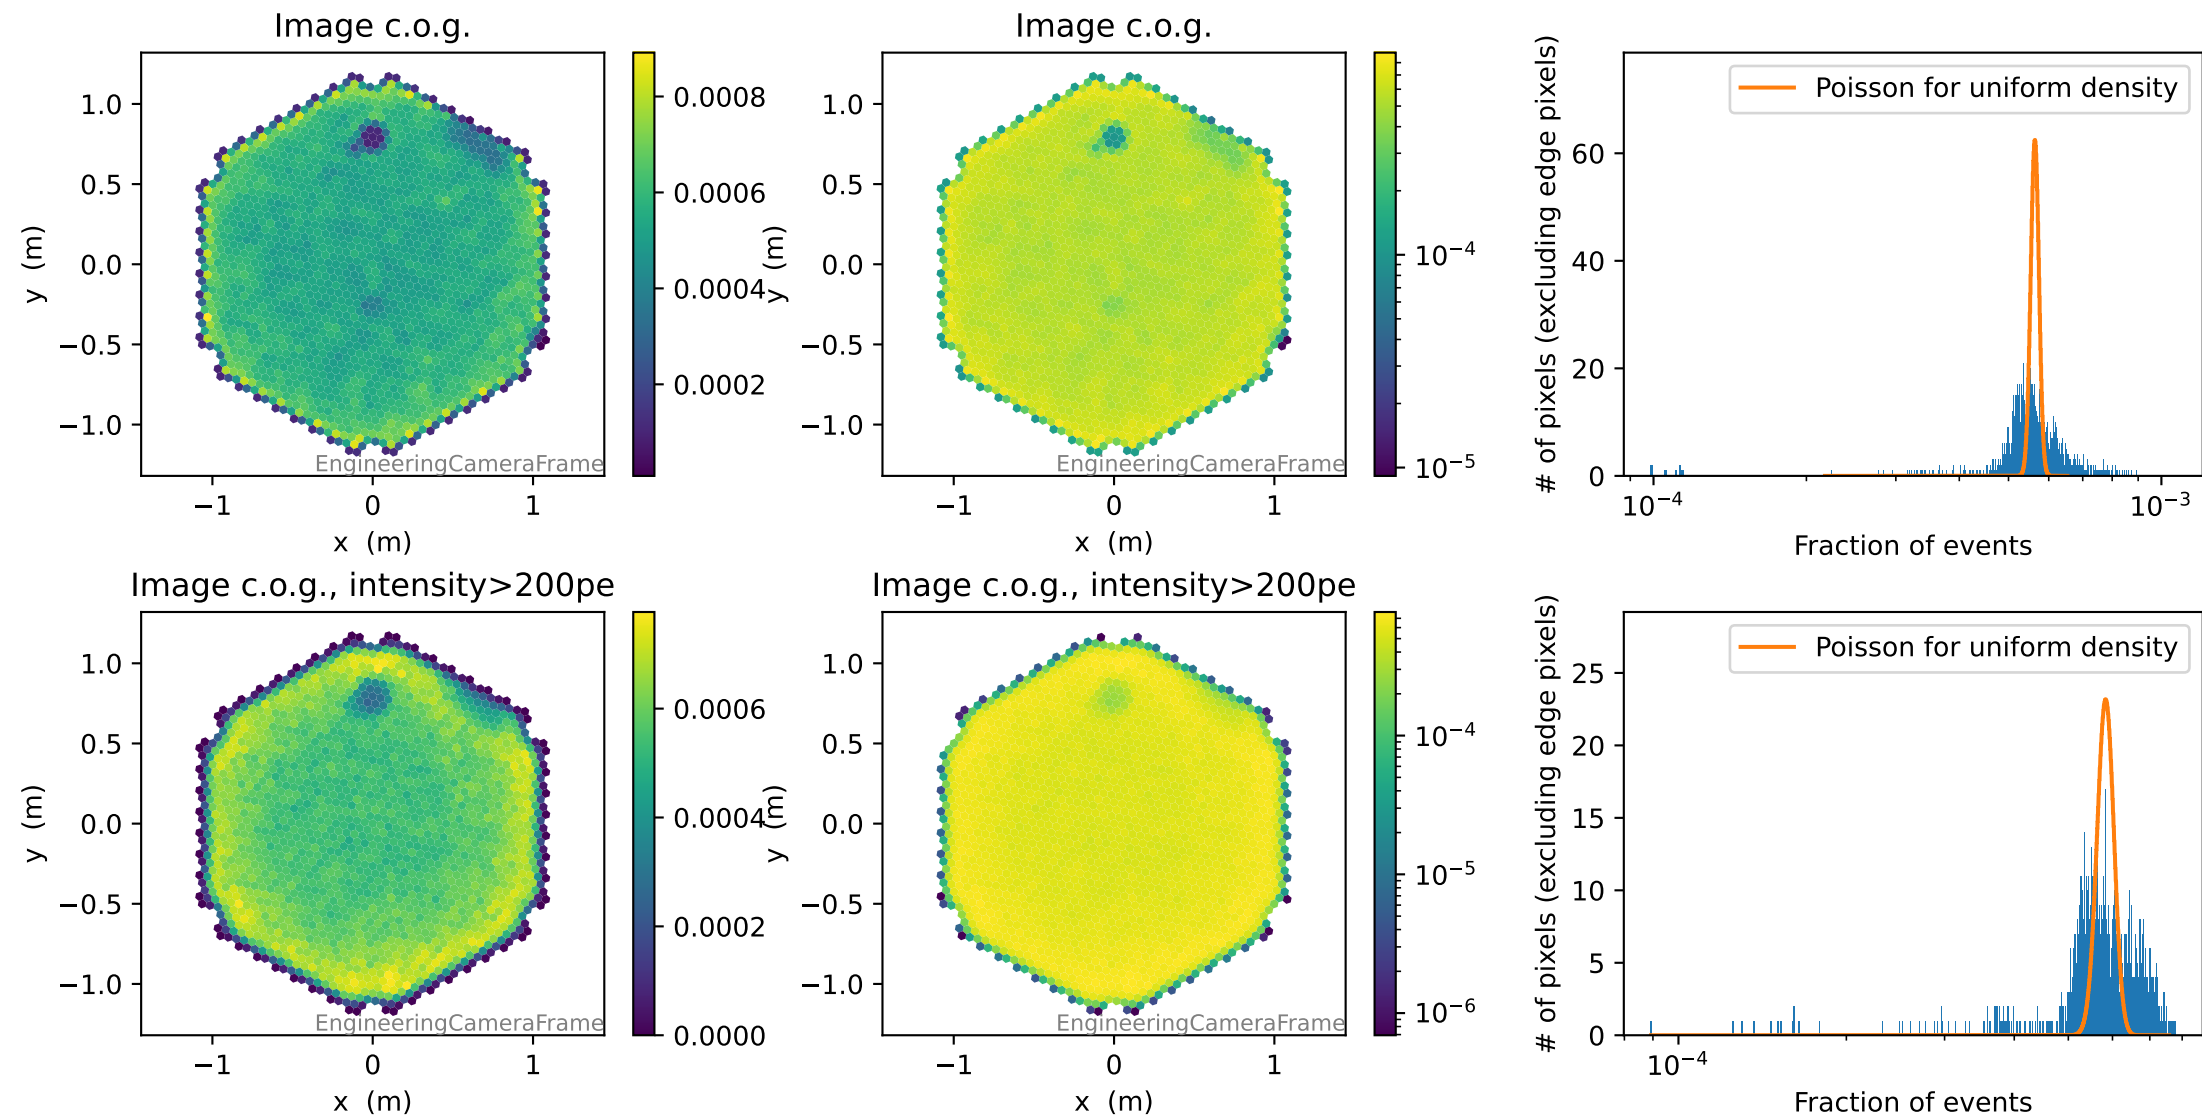 Image c.o.g.
1.0
0.5
0.0
−0.5
−1.0
y (m)
−1
0
1
x (m)
EngineeringCameraFrame
0.0008
0.0006
0.0004
0.0002
Image c.o.g.
1.0
0.5
0.0
−0.5
−1.0
y (m)
−1
0
1
x (m)
EngineeringCameraFrame
10⁻⁴
10⁻⁵
# of pixels (excluding edge pixels)
60
40
20
0
Poisson for uniform density
10⁻⁴
10⁻³
Fraction of events
Image c.o.g., intensity>200pe
1.0
0.5
0.0
−0.5
−1.0
y (m)
−1
0
1
x (m)
EngineeringCameraFrame
0.0006
0.0004
0.0002
0.0000
Image c.o.g., intensity>200pe
1.0
0.5
0.0
−0.5
−1.0
y (m)
−1
0
1
x (m)
EngineeringCameraFrame
10⁻⁴
10⁻⁵
10⁻⁶
# of pixels (excluding edge pixels)
25
20
15
10
5
0
Poisson for uniform density
10⁻⁴
Fraction of events